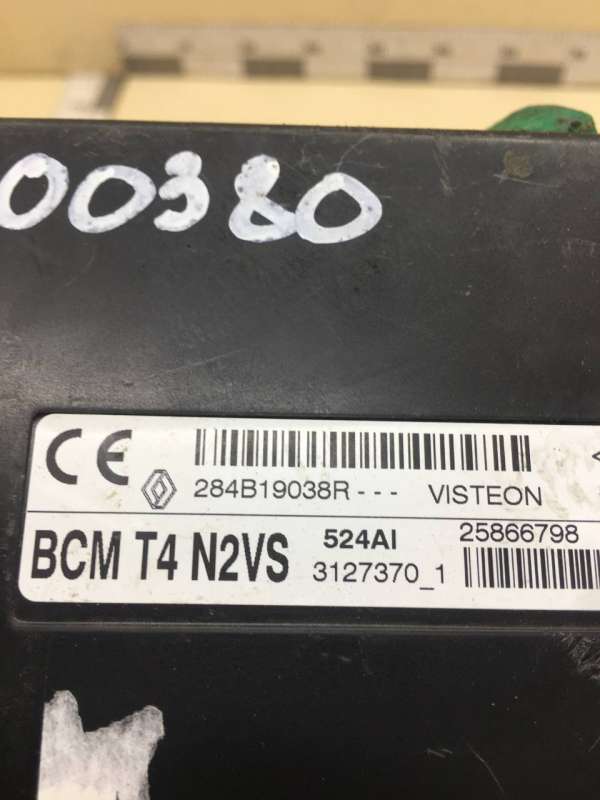 00380
CE
284B19038R--- VISTEON
BCM T4 N2VS
524AI 25866798
3127370_1